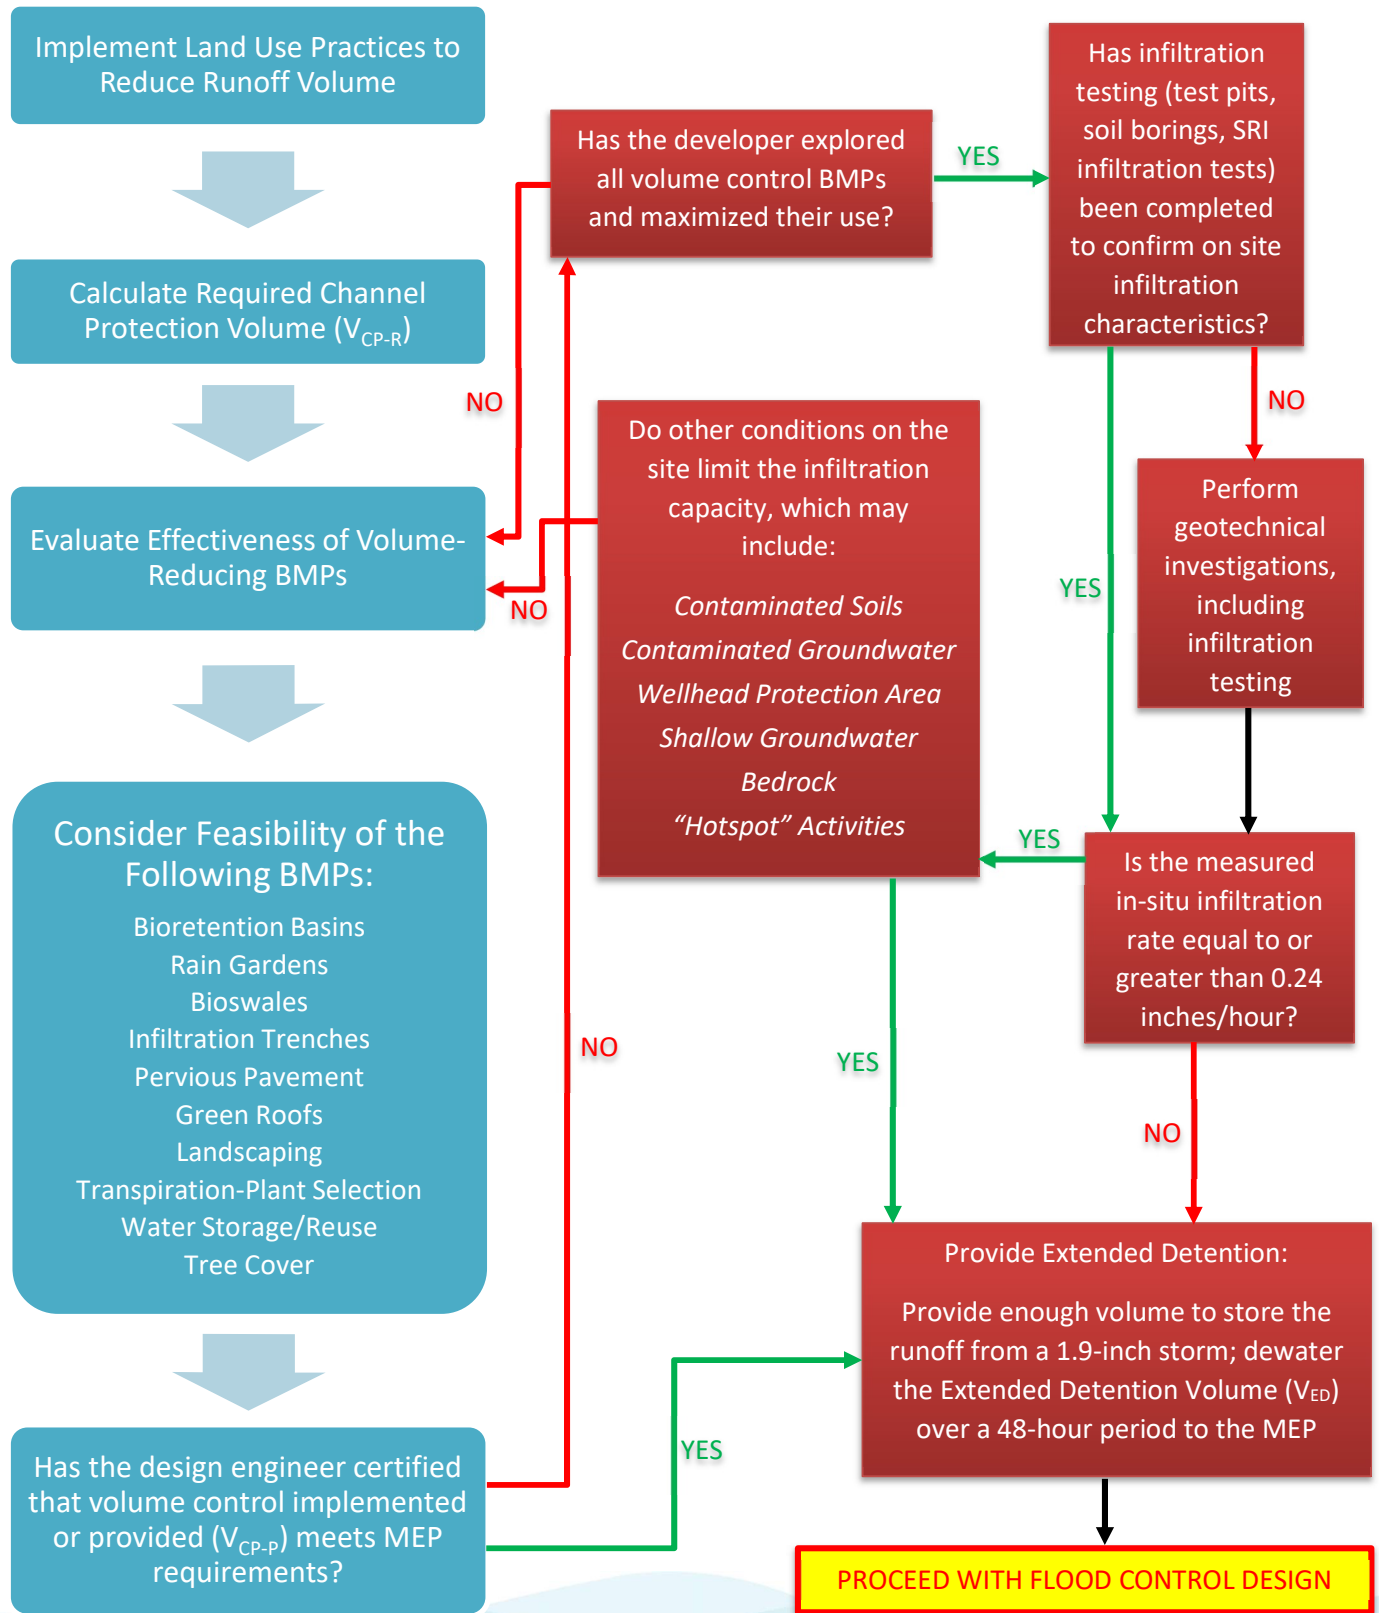 Implement Land Use Practices to
Reduce Runoff Volume
Calculate Required Channel
Protection Volume (VCP-R)
Evaluate Effectiveness of Volume-
Reducing BMPs
Consider Feasibility of the
Following BMPs:
Bioretention Basins
Rain Gardens
Bioswales
Infiltration Trenches
Pervious Pavement
Green Roofs
Landscaping
Transpiration-Plant Selection
Water Storage/Reuse
Tree Cover
Has the design engineer certified
that volume control implemented
or provided (VCP-P) meets MEP
requirements?
NO
YES
Has the developer explored
all volume control BMPs
and maximized their use?
NO
YES
Has infiltration
testing (test pits,
soil borings, SRI
infiltration tests)
been completed
to confirm on site
infiltration
characteristics?
YES
NO
Perform
geotechnical
investigations,
including
infiltration
testing
Is the measured
in-situ infiltration
rate equal to or
greater than 0.24
inches/hour?
YES
NO
Do other conditions on the
site limit the infiltration
capacity, which may
include:
Contaminated Soils
Contaminated Groundwater
Wellhead Protection Area
Shallow Groundwater
Bedrock
“Hotspot” Activities
NO
YES
Provide Extended Detention:
Provide enough volume to store the
runoff from a 1.9-inch storm; dewater
the Extended Detention Volume (VED)
over a 48-hour period to the MEP
PROCEED WITH FLOOD CONTROL DESIGN